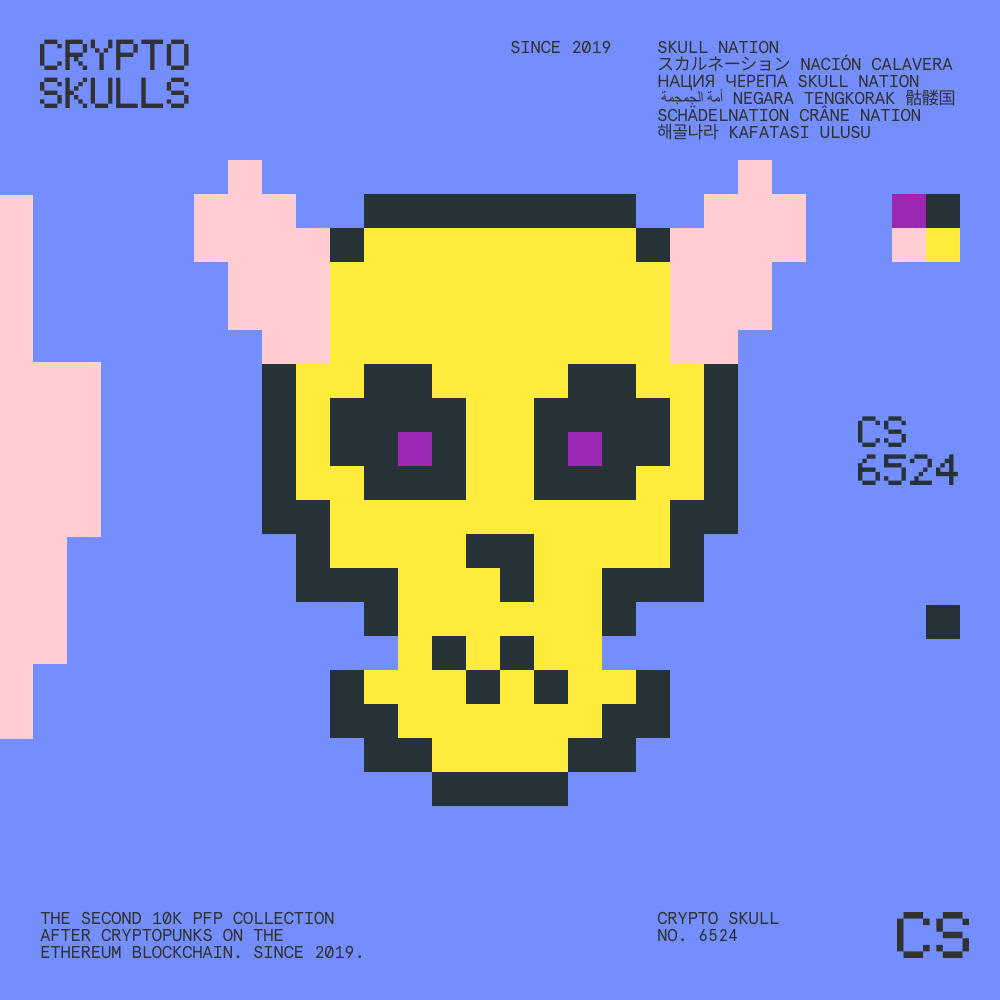 CRYPTO
SKULLS
SINCE 2019
SKULL NATION
スカルネーション NACIÓN CALAVERA
НАЦИЯ ЧЕРЕПА SKULL NATION
أمة الجمجمة NEGARA TENGKORAK 骷髅国
SCHÄDELNATION CRÂNE NATION
해골나라 KAFATASI ULUSU
CS
6524
THE SECOND 10K PFP COLLECTION
AFTER CRYPTOPUNKS ON THE
ETHEREUM BLOCKCHAIN. SINCE 2019.
CRYPTO SKULL
NO. 6524
CS